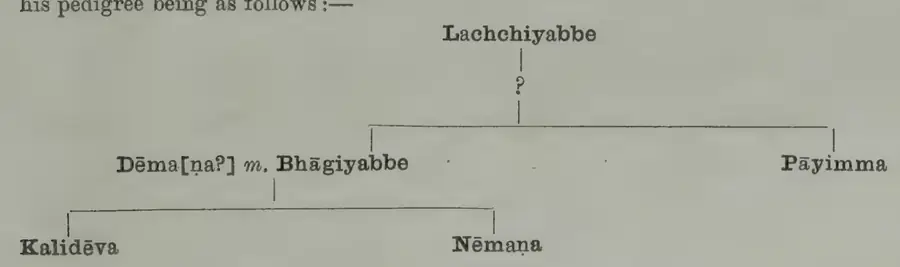 his pedigree being as follows :—
Lachchiyabbe
?
Dēma[ṇa?] m. Bhāgiyabbe Pāyimma
Kalidēva Nēmaṇa